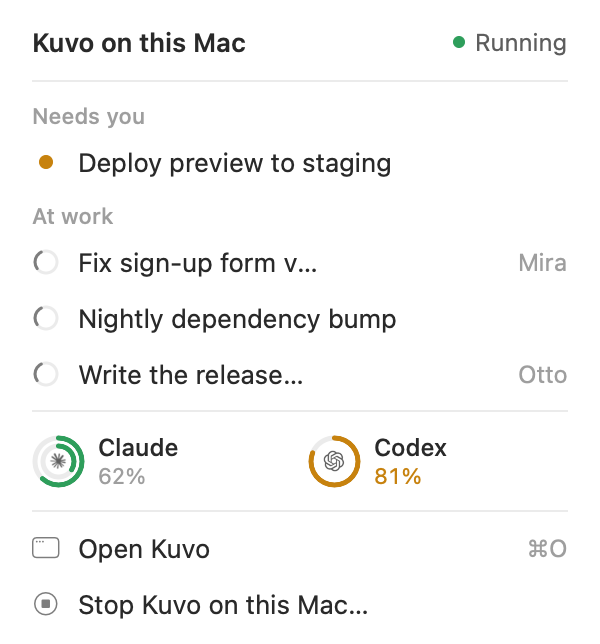 Kuvo on this Mac
Running
Needs you
Deploy preview to staging
At work
Fix sign-up form v...
Mira
Nightly dependency bump
Write the release...
Otto
Claude
62%
Codex
81%
Open Kuvo
⌘O
Stop Kuvo on this Mac...